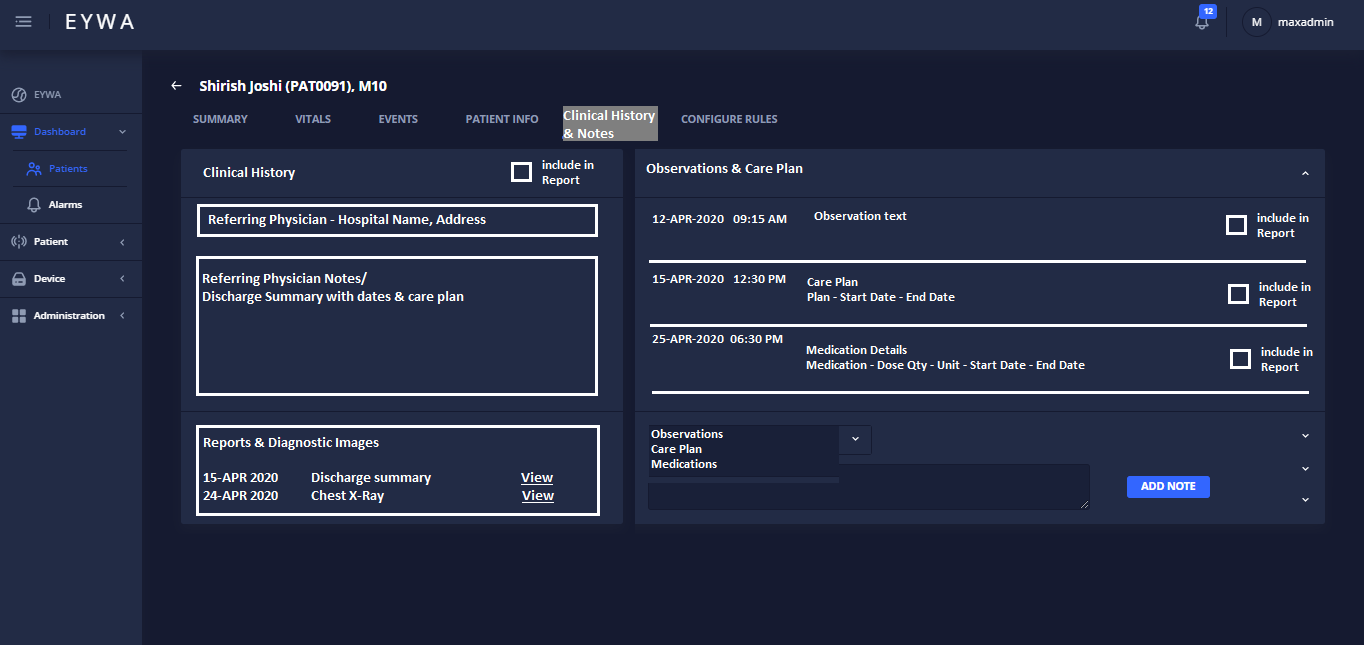 EYWA
12
M
maxadmin
EYWA
Dashboard
Patients
Alarms
Patient
Device
Administration
Shirish Joshi (PAT0091), M10
SUMMARY
VITALS
EVENTS
PATIENT INFO
Clinical History
& Notes
CONFIGURE RULES
Clinical History
include in
Report
Referring Physician - Hospital Name, Address
Referring Physician Notes/
Discharge Summary with dates & care plan
Reports & Diagnostic Images
15-APR 2020 Discharge summary View
24-APR 2020 Chest X-Ray View
Observations & Care Plan
12-APR-2020 09:15 AM Observation text
include in
Report
15-APR-2020 12:30 PM
Care Plan
Plan - Start Date - End Date
include in
Report
25-APR-2020 06:30 PM
Medication Details
Medication - Dose Qty - Unit - Start Date - End Date
include in
Report
Observations
Care Plan
Medications
ADD NOTE